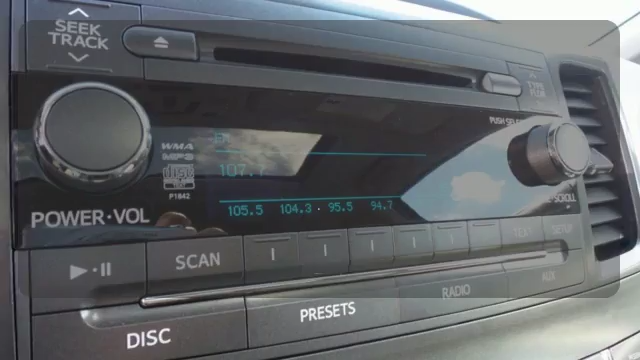 SEEK
TRACK
PUSH
WMA
MP3
disc
P1842
107.7
105.5 104.3 95.5 94.7
POWER·VOL
SCROLL
SCAN
TEXT SETUP
DISC PRESETS RADIO AUX